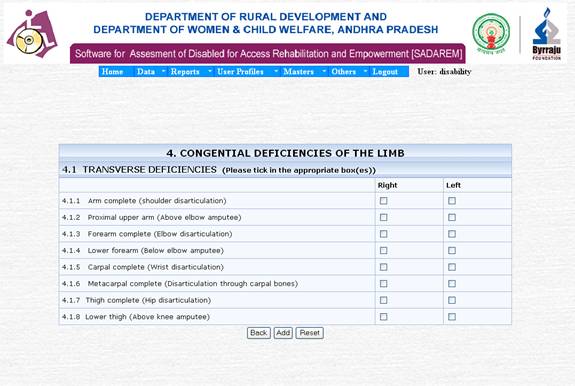 DEPARTMENT OF RURAL DEVELOPMENT AND
DEPARTMENT OF WOMEN & CHILD WELFARE, ANDHRA PRADESH
Software for Assesment of Disabled for Access Rehabilitation and Empowerment [SADAREM]
Byrraju
FOUNDATION
Home Data Reports User Profiles Masters Others Logout User: disability
4. CONGENTIAL DEFICIENCIES OF THE LIMB
4.1 TRANSVERSE DEFICIENCIES (Please tick in the appropriate box(es))
Right Left
4.1.1 Arm complete (shoulder disarticulation)
4.1.2 Proximal upper arm (Above elbow amputee)
4.1.3 Forearm complete (Elbow disarticulation)
4.1.4 Lower forearm (Below elbow amputee)
4.1.5 Carpal complete (Wrist disarticulation)
4.1.6 Metacarpal complete (Disarticulation through carpal bones)
4.1.7 Thigh complete (Hip disarticulation)
4.1.8 Lower thigh (Above knee amputee)
Back Add Reset